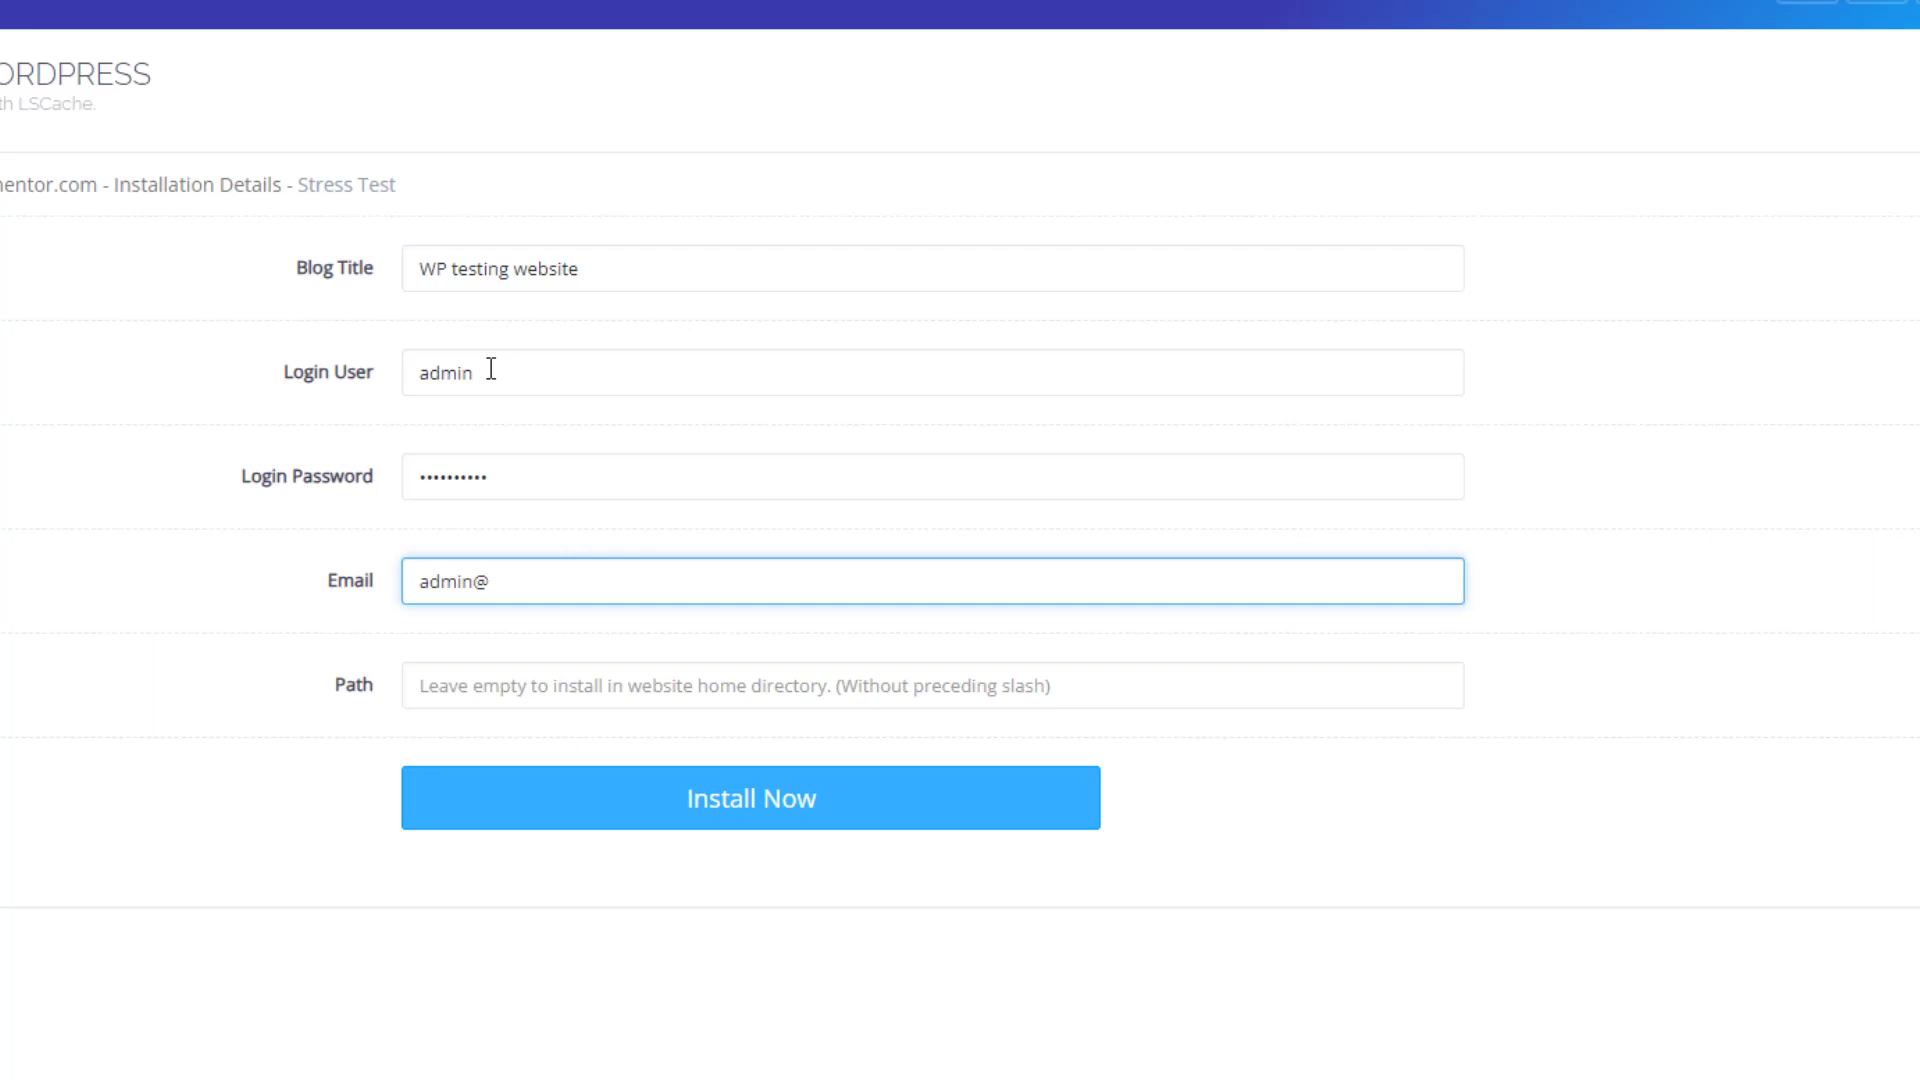 ORDPRESS
th LSCache.
entor.com - Installation Details - Stress Test
Blog Title WP testing website
Login User admin
Login Password ••••••••••
Email admin@
Path Leave empty to install in website home directory. (Without preceding slash)
Install Now